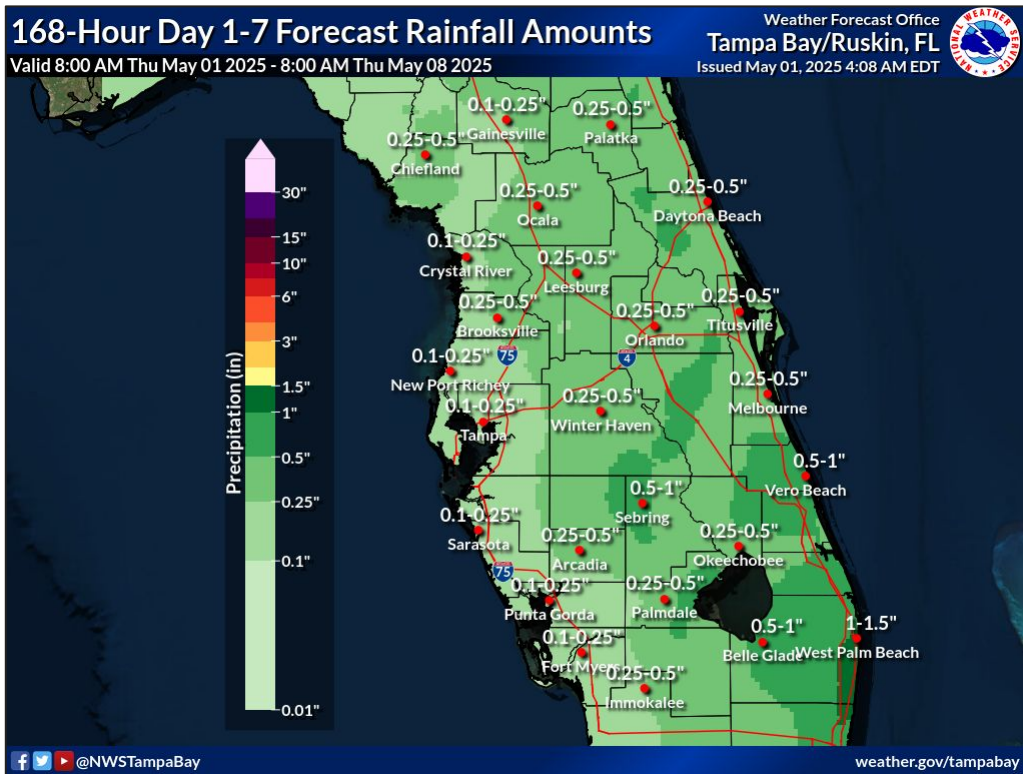 168-Hour Day 1-7 Forecast Rainfall Amounts
Valid 8:00 AM Thu May 01 2025 - 8:00 AM Thu May 08 2025
Weather Forecast Office
Tampa Bay/Ruskin, FL
Issued May 01, 2025 4:08 AM EDT
NATIONAL WEATHER SERVICE
Precipitation (in)
30"
15"
10"
6"
3"
1.5"
1"
0.5"
0.25"
0.1"
0.01"
0.1-0.25"
Gainesville
0.25-0.5"
Palatka
0.25-0.5"
Chiefland
0.25-0.5"
Ocala
0.25-0.5"
Daytona Beach
0.1-0.25"
Crystal River
0.25-0.5"
Leesburg
0.25-0.5"
Brooksville
0.25-0.5"
Orlando
0.25-0.5"
Titusville
75
4
0.1-0.25"
New Port Richey
0.25-0.5"
Melbourne
0.1-0.25"
Tampa
0.25-0.5"
Winter Haven
0.5-1"
Vero Beach
0.5-1"
Sebring
0.1-0.25"
Sarasota
0.25-0.5"
Arcadia
0.25-0.5"
Okeechobee
75
0.1-0.25"
Punta Gorda
0.25-0.5"
Palmdale
0.5-1"
Belle Glade
1-1.5"
West Palm Beach
0.1-0.25"
Fort Myers
0.25-0.5"
Immokalee
@NWSTampaBay
weather.gov/tampabay